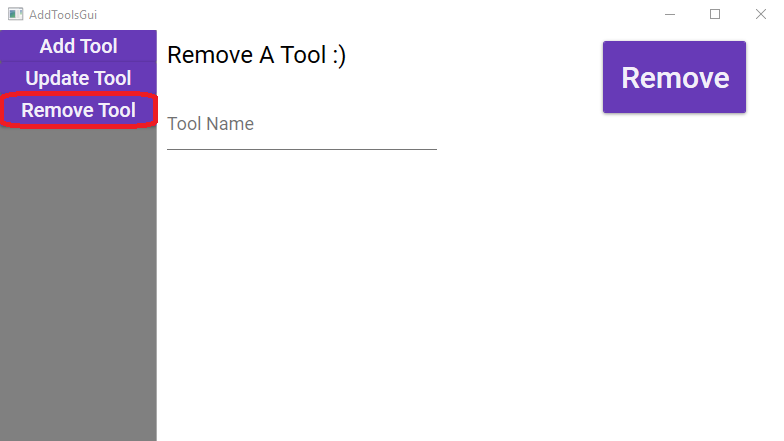 AddToolsGui
Add Tool
Update Tool
Remove Tool
Remove A Tool :)
Tool Name
Remove